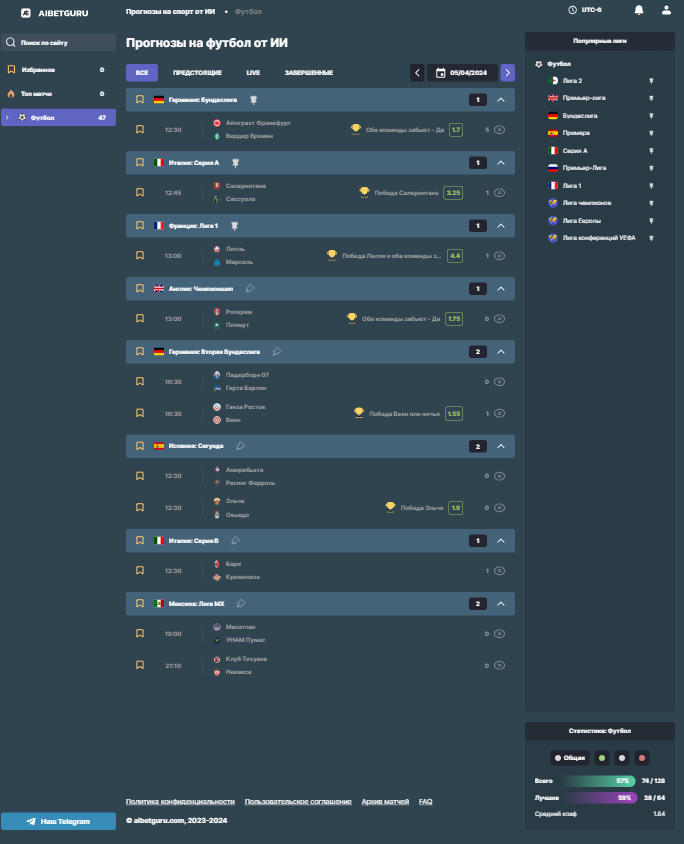 AIBETGURU
Прогнозы на спорт от ИИ • Футбол
UTC-6
Поиск по сайту
Избранное 0
Топ матчи 0
Футбол 47
Прогнозы на футбол от ИИ
ВСЕ ПРЕДСТОЯЩИЕ LIVE ЗАВЕРШЕННЫЕ 05/04/2024
Германия: Бундеслига 1
12:30 Айнтрахт Франкфурт
Вердер Бремен
Обе команды забьют - Да 1.7 5
Италия: Серия А 1
12:45 Салернитана
Сассуоло
Победа Салернитана 3.25 1
Франция: Лига 1 1
13:00 Лилль
Марсель
Победа Лилля и обе команды з... 4.4 1
Англия: Чемпионшип 1
13:00 Ротерем
Плимут
Обе команды забьют - Да 1.75 0
Германия: Вторая Бундеслига 2
10:30 Падерборн 07
Герта Берлин
0
10:30 Ганза Росток
Веен
Победа Веен или ничья 1.55 1
Испания: Сегунда 2
12:30 Аморебьета
Расинг Ферроль
0
12:30 Эльче
Овьедо
Победа Эльче 1.9 0
Италия: Серия В 1
12:30 Бари
Кремонезе
1
Мексика: Лига МХ 2
19:00 Масатлан
УНАМ Пумас
0
21:10 Клуб Тихуана
Некакса
0
Популярные лиги
Футбол
Лига 2
Премьер-лига
Бундеслига
Примера
Серия А
Премьер-Лига
Лига 1
Лига чемпионов
Лига Европы
Лига конференций УЕФА
Статистика: Футбол
Общая
Всего 57% 74 / 128
Лучшие 59% 38 / 64
Средний коэф 1.84
Политика конфиденциальности Пользовательское соглашение Архив матчей FAQ
Наш Telegram
© aibetguru.com, 2023-2024